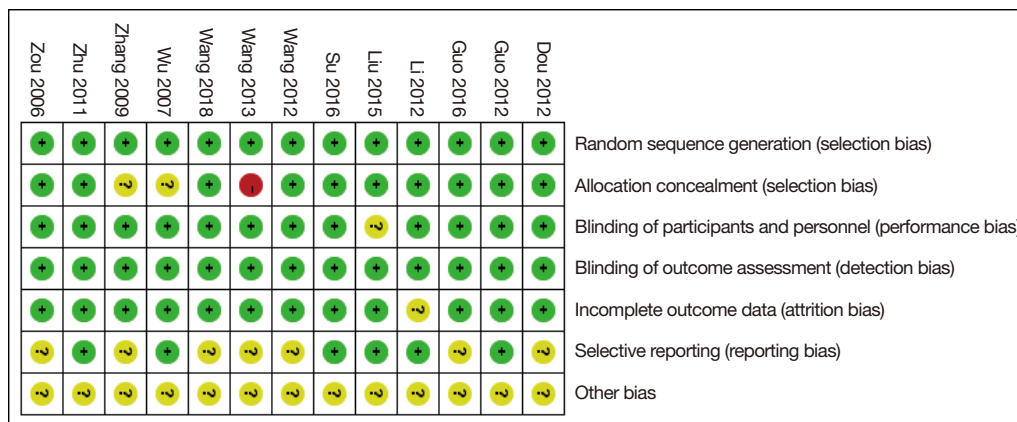 Zou 2006
Zhu 2011
Zhang 2009
Wu 2007
Wang 2018
Wang 2013
Wang 2012
Su 2016
Liu 2015
Li 2012
Guo 2016
Guo 2012
Dou 2012
+ + + + + + + + + + + + + Random sequence generation (selection bias)
+ + ? ? + - + + + + + + + Allocation concealment (selection bias)
+ + + + + + + + ? + + + + Blinding of participants and personnel (performance bias)
+ + + + + + + + + + + + + Blinding of outcome assessment (detection bias)
+ + + + + + + + + ? + + + Incomplete outcome data (attrition bias)
? + ? + ? ? ? + + + ? + ? Selective reporting (reporting bias)
? ? ? ? ? ? ? ? ? ? ? ? ? Other bias